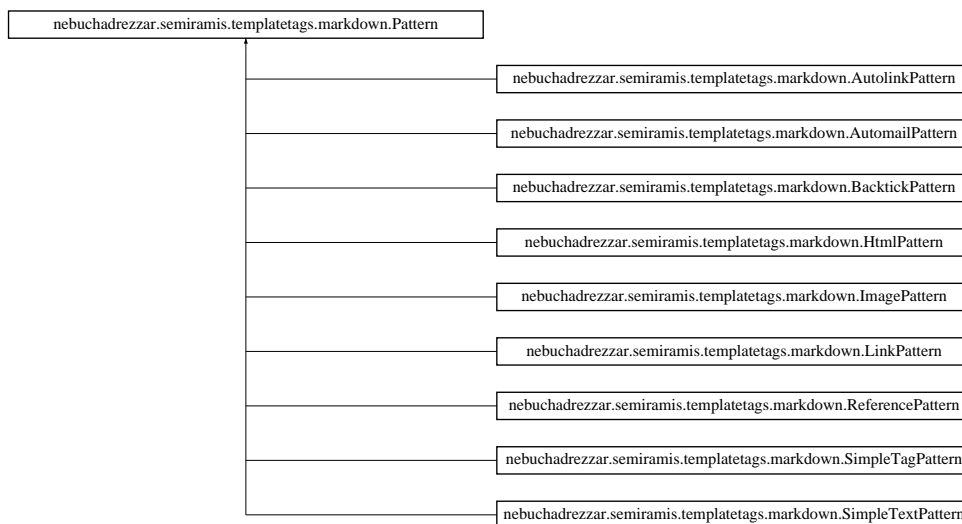 nebuchadrezzar.semiramis.templatetags.markdown.Pattern
nebuchadrezzar.semiramis.templatetags.markdown.AutolinkPattern
nebuchadrezzar.semiramis.templatetags.markdown.AutomailPattern
nebuchadrezzar.semiramis.templatetags.markdown.BacktickPattern
nebuchadrezzar.semiramis.templatetags.markdown.HtmlPattern
nebuchadrezzar.semiramis.templatetags.markdown.ImagePattern
nebuchadrezzar.semiramis.templatetags.markdown.LinkPattern
nebuchadrezzar.semiramis.templatetags.markdown.ReferencePattern
nebuchadrezzar.semiramis.templatetags.markdown.SimpleTagPattern
nebuchadrezzar.semiramis.templatetags.markdown.SimpleTextPattern